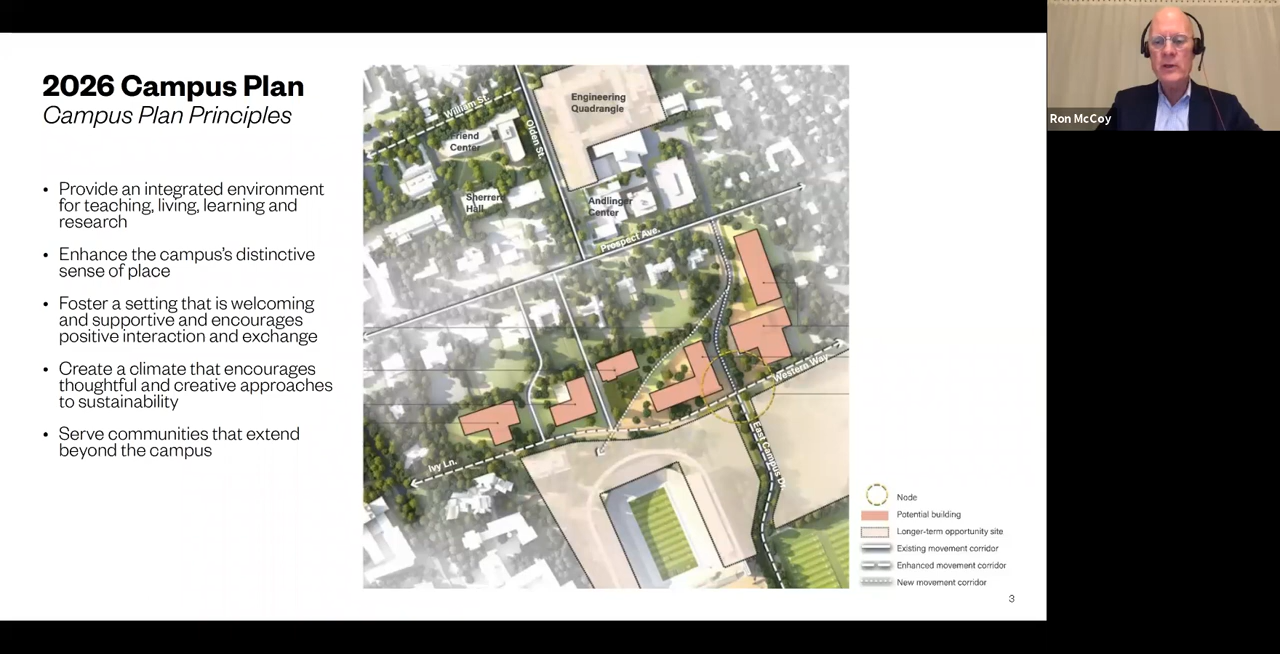 2026 Campus Plan
Campus Plan Principles
• Provide an integrated environment
for teaching, living, learning and
research
• Enhance the campus's distinctive
sense of place
• Foster a setting that is welcoming
and supportive and encourages
positive interaction and exchange
• Create a climate that encourages
thoughtful and creative approaches
to sustainability
• Serve communities that extend
beyond the campus
Engineering
Quadrangle
William St.
Friend
Center
Olden St.
Sherrerd
Hall
Andlinger
Center
Prospect Ave.
Western Way
East Campus Dr.
Ivy Ln.
Node
Potential building
Longer-term opportunity site
Existing movement corridor
Enhanced movement corridor
New movement corridor
3
Ron McCoy